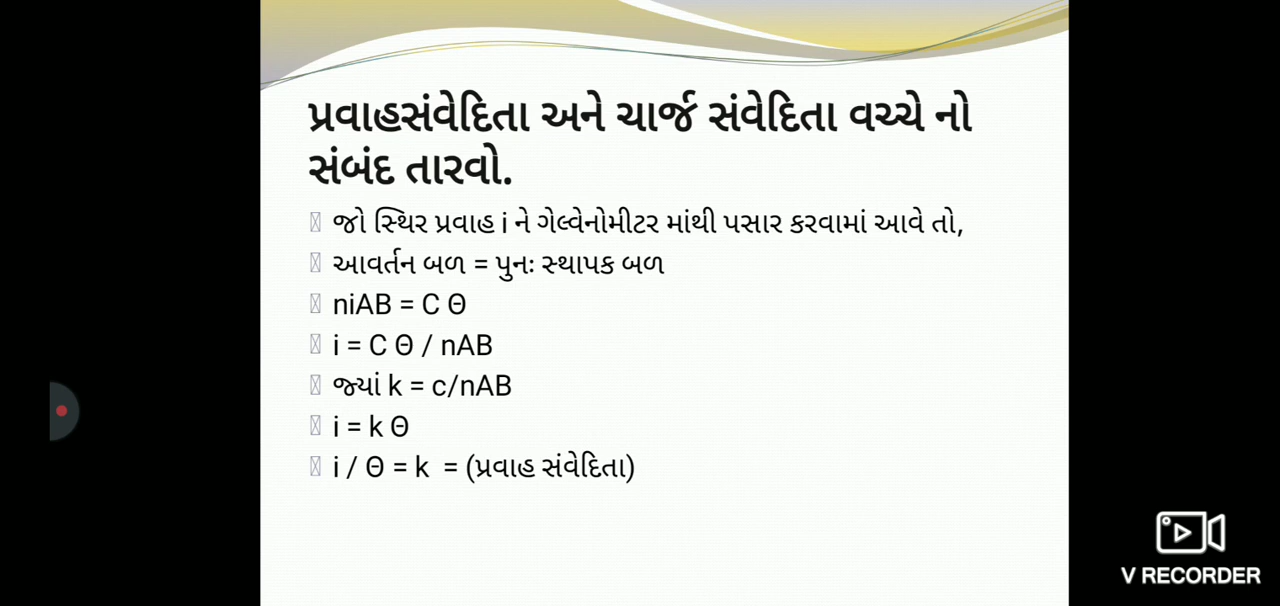 પ્રવાહસંવેદિતા અને ચાર્જ સંવેદિતા વચ્ચે નો
સંબંદ તારવો.
જો સ્થિર પ્રવાહ i ને ગેલ્વેનોમીટર માંથી પસાર કરવામાં આવે તો,
આવર્તન બળ = પુનઃ સ્થાપક બળ
niAB = C Θ
i = C Θ / nAB
જ્યાં k = c/nAB
i = k Θ
i / Θ = k = (પ્રવાહ સંવેદિતા)
V RECORDER